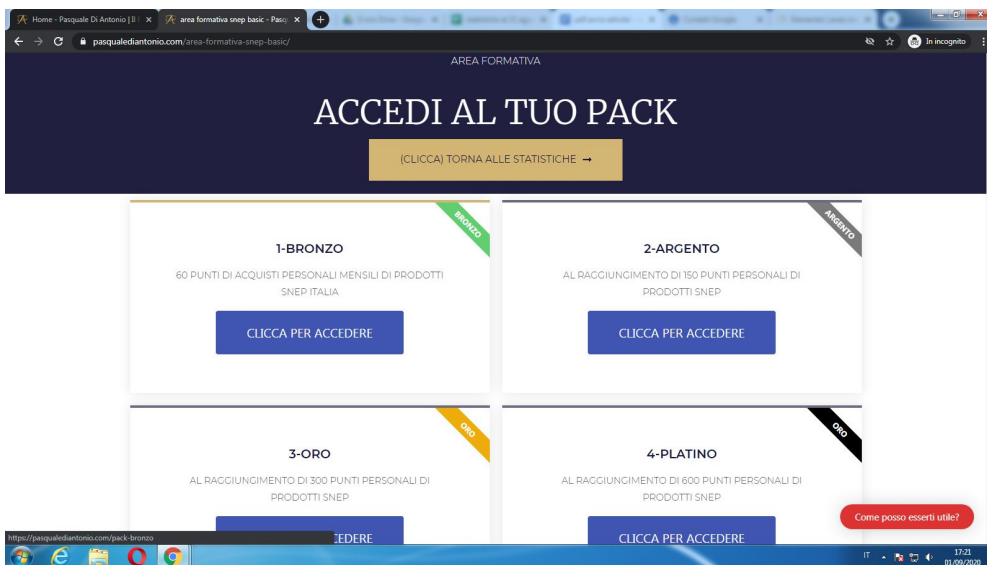 Home - Pasquale Di Antonio | Il
area formativa snep basic - Pasq
pasqualediantonio.com/area-formativa-snep-basic/
In incognito
AREA FORMATIVA
ACCEDI AL TUO PACK
(CLICCA) TORNA ALLE STATISTICHE →
BRONZO
1-BRONZO
60 PUNTI DI ACQUISTI PERSONALI MENSILI DI PRODOTTI
SNEP ITALIA
CLICCA PER ACCEDERE
ARGENTO
2-ARGENTO
AL RAGGIUNGIMENTO DI 150 PUNTI PERSONALI DI
PRODOTTI SNEP
CLICCA PER ACCEDERE
ORO
3-ORO
AL RAGGIUNGIMENTO DI 300 PUNTI PERSONALI DI
PRODOTTI SNEP
CEDERE
ORO
4-PLATINO
AL RAGGIUNGIMENTO DI 600 PUNTI PERSONALI DI
PRODOTTI SNEP
CLICCA PER ACCEDERE
Come posso esserti utile?
https://pasqualediantonio.com/pack-bronzo
IT
17:21
01/09/2020